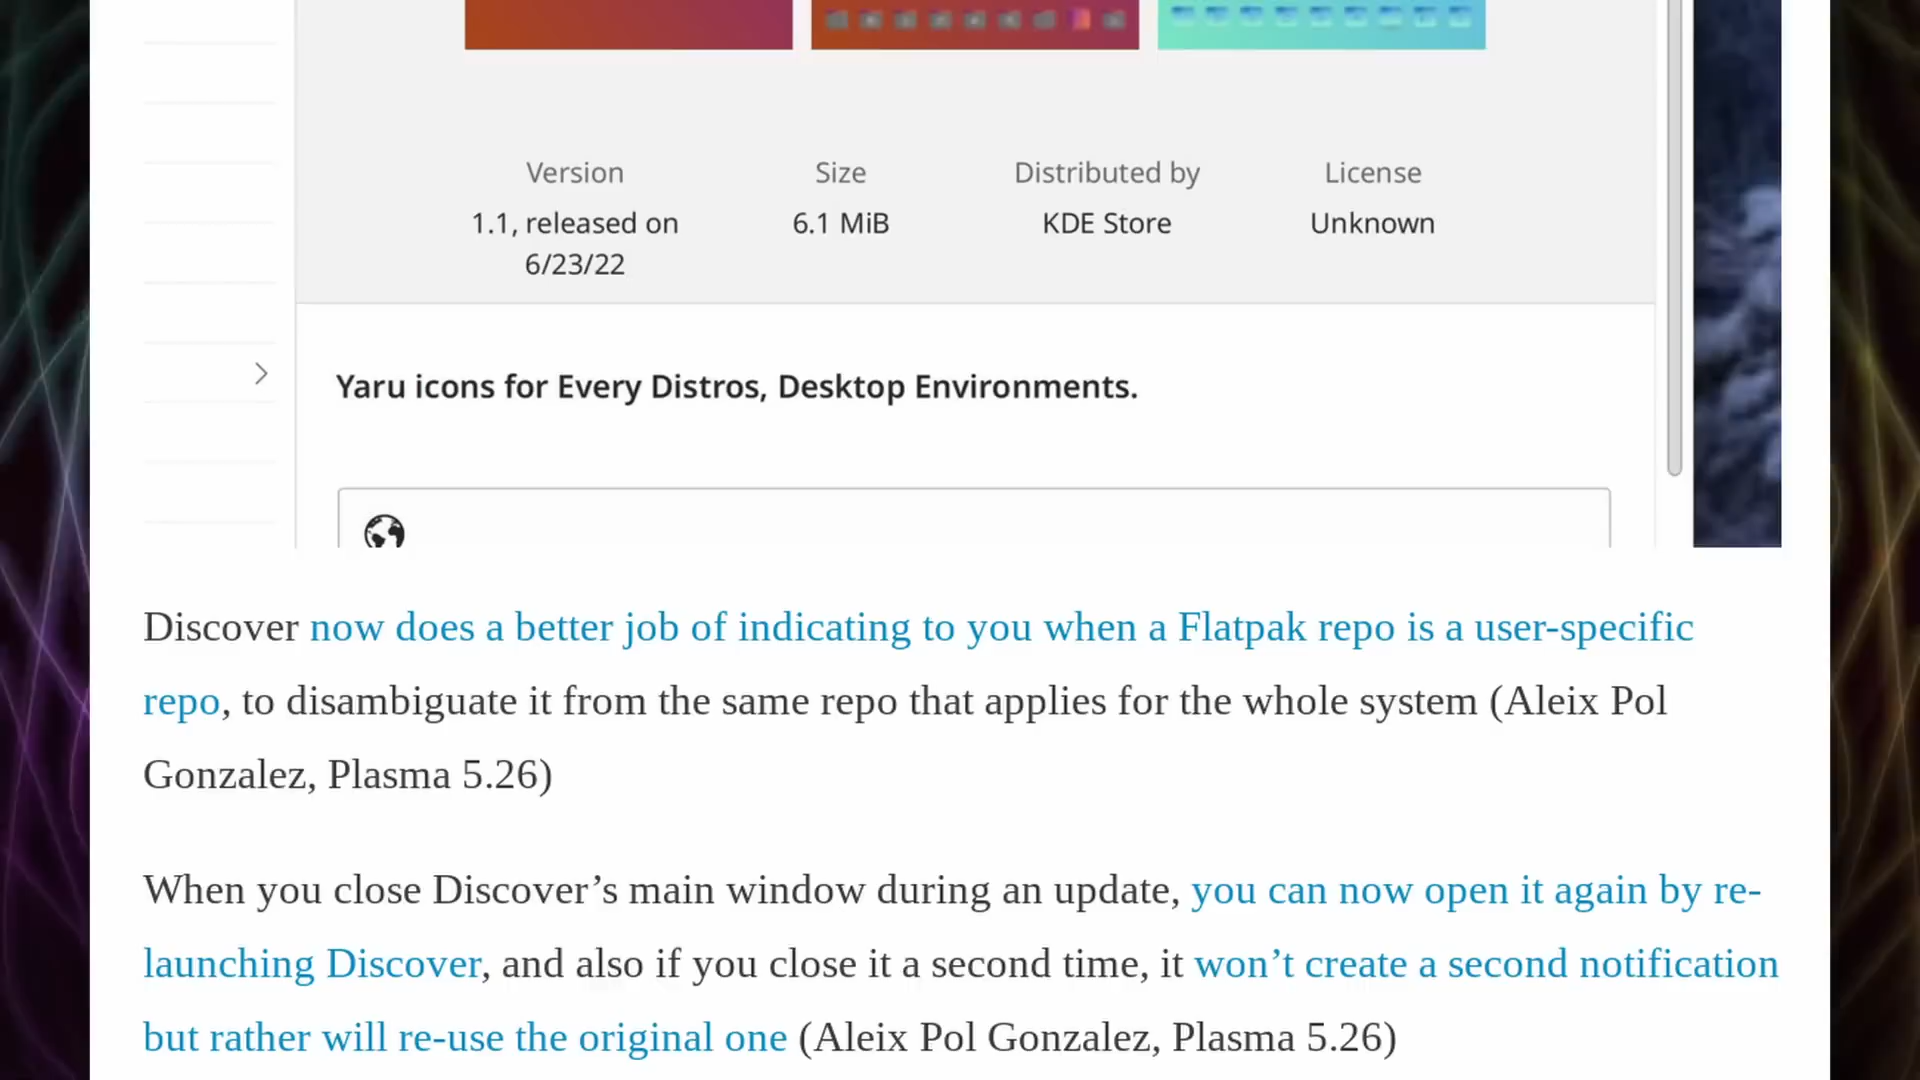 Version Size Distributed by License
1.1, released on 6.1 MiB KDE Store Unknown
6/23/22
Yaru icons for Every Distros, Desktop Environments.
Discover now does a better job of indicating to you when a Flatpak repo is a user-specific
repo, to disambiguate it from the same repo that applies for the whole system (Aleix Pol
Gonzalez, Plasma 5.26)
When you close Discover’s main window during an update, you can now open it again by re-
launching Discover, and also if you close it a second time, it won’t create a second notification
but rather will re-use the original one (Aleix Pol Gonzalez, Plasma 5.26)